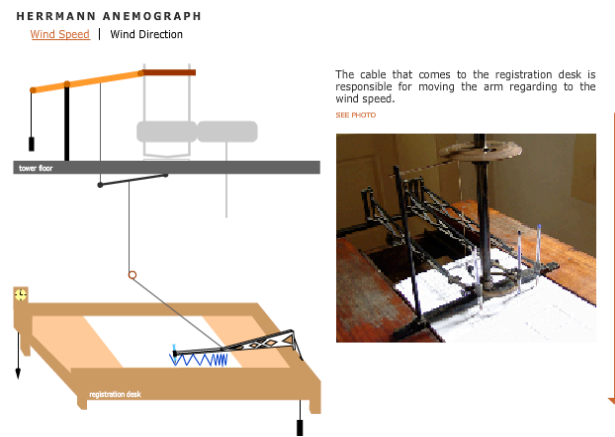 HERRMANN ANEMOGRAPH
Wind Speed | Wind Direction
The cable that comes to the registration desk is
responsible for moving the arm regarding to the
wind speed.
SEE PHOTO
tower floor
registration desk